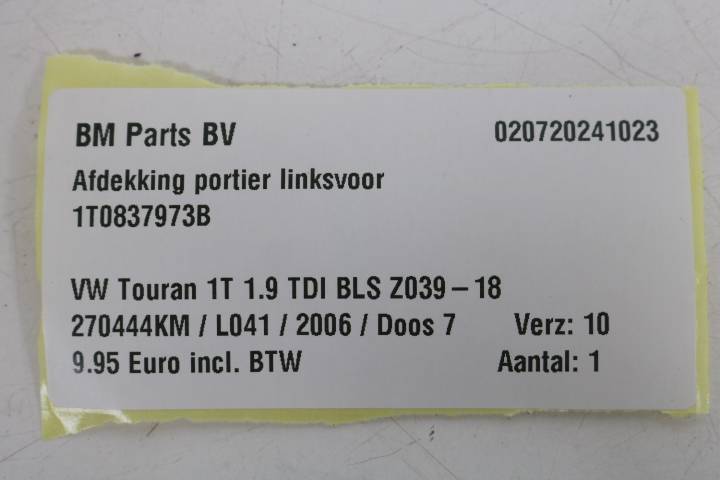 BM Parts BV 020720241023
Afdekking portier linksvoor
1T0837973B
VW Touran 1T 1.9 TDI BLS Z039-18
270444KM / L041 / 2006 / Doos 7 Verz: 10
9.95 Euro incl. BTW Aantal: 1